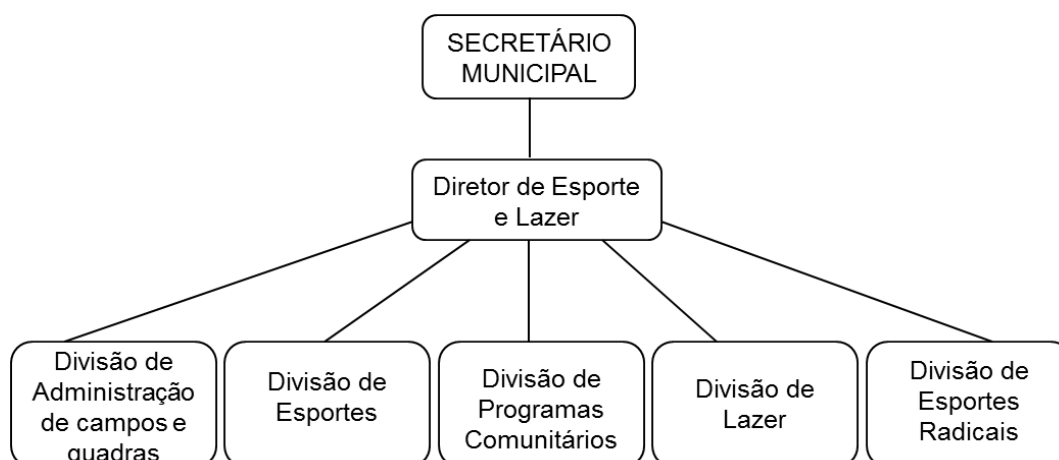 SECRETÁRIO
MUNICIPAL
Diretor de Esporte
e Lazer
Divisão de
Administração
de campos e
quadras
Divisão de
Esportes
Divisão de
Programas
Comunitários
Divisão de
Lazer
Divisão de
Esportes
Radicais